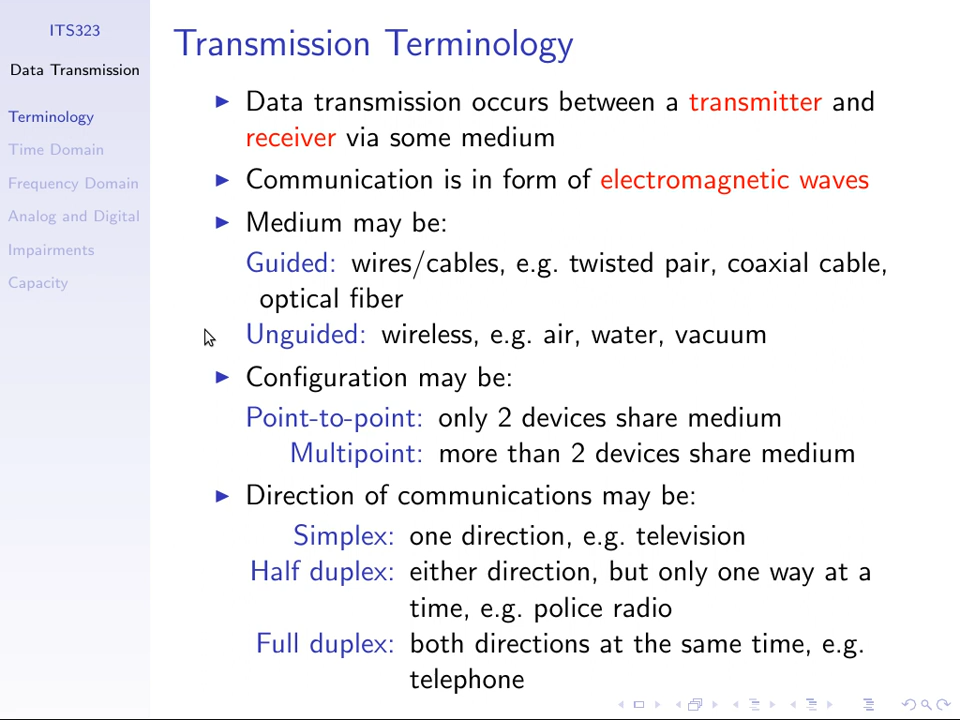 ITS323
Data Transmission
Terminology
Time Domain
Frequency Domain
Analog and Digital
Impairments
Capacity
Transmission Terminology
Data transmission occurs between a transmitter and
receiver via some medium
Communication is in form of electromagnetic waves
Medium may be:
Guided: wires/cables, e.g. twisted pair, coaxial cable,
optical fiber
Unguided: wireless, e.g. air, water, vacuum
Configuration may be:
Point-to-point: only 2 devices share medium
Multipoint: more than 2 devices share medium
Direction of communications may be:
Simplex: one direction, e.g. television
Half duplex: either direction, but only one way at a
time, e.g. police radio
Full duplex: both directions at the same time, e.g.
telephone